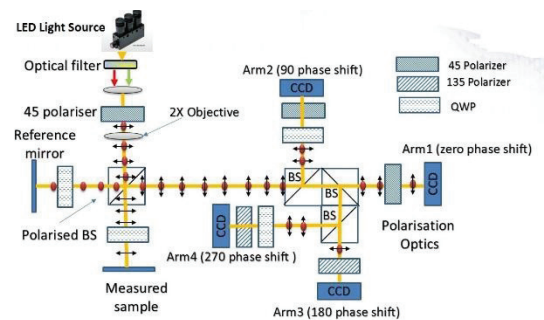 LED Light Source
Optical filter
45 polariser
Reference
mirror
2X Objective
Polarised BS
Measured
sample
Arm2 (90 phase shift)
CCD
BS
BS
BS
Arm1 (zero phase shift)
CCD
Polarisation
Optics
CCD
Arm4 (270 phase shift)
CCD
Arm3 (180 phase shift)
45 Polarizer
135 Polarizer
QWP